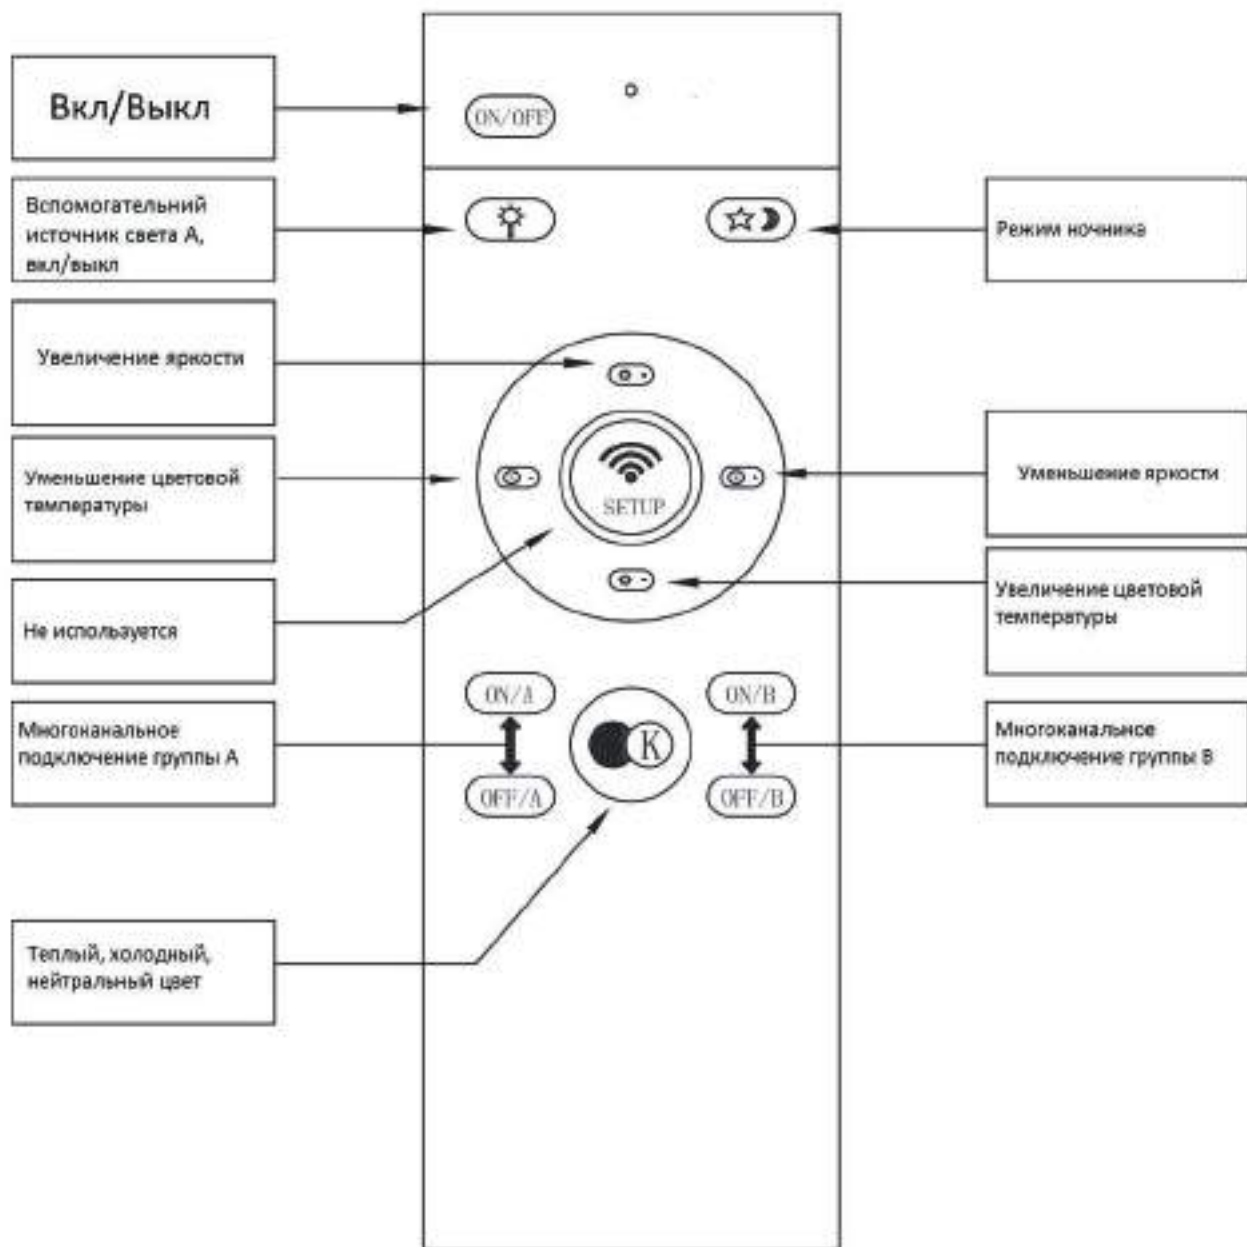 Вкл/Выкл
ON/OFF
Вспомогательний
источник света А,
вкл/выкл
Режим ночника
Увеличение яркости
Уменьшение цветовой
температуры
SETUP
Уменьшение яркости
Не используется
Увеличение цветовой
температуры
Многоканальное
подключение группы А
ON/A
OFF/A
K
ON/B
OFF/B
Многоканальное
подключение группы В
Теплый, холодный,
нейтральный цвет